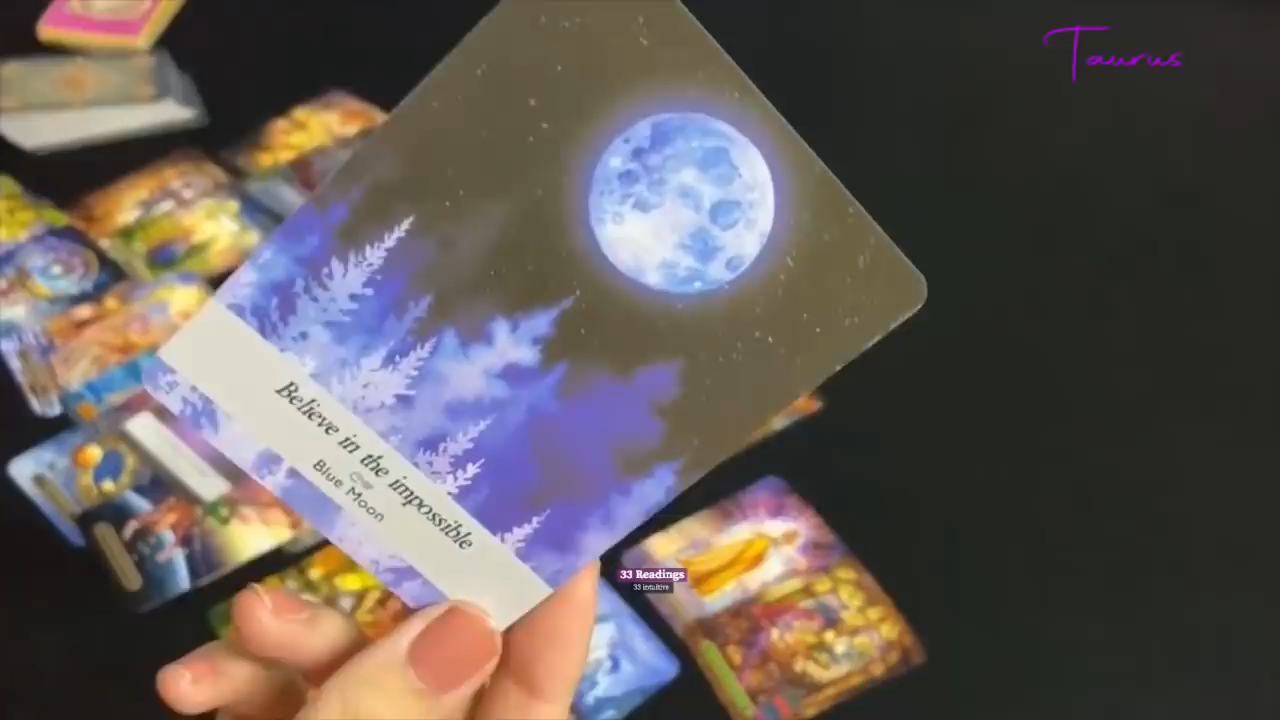 Taurus
Believe in the impossible
Blue Moon
33 Readings
33 intuitive